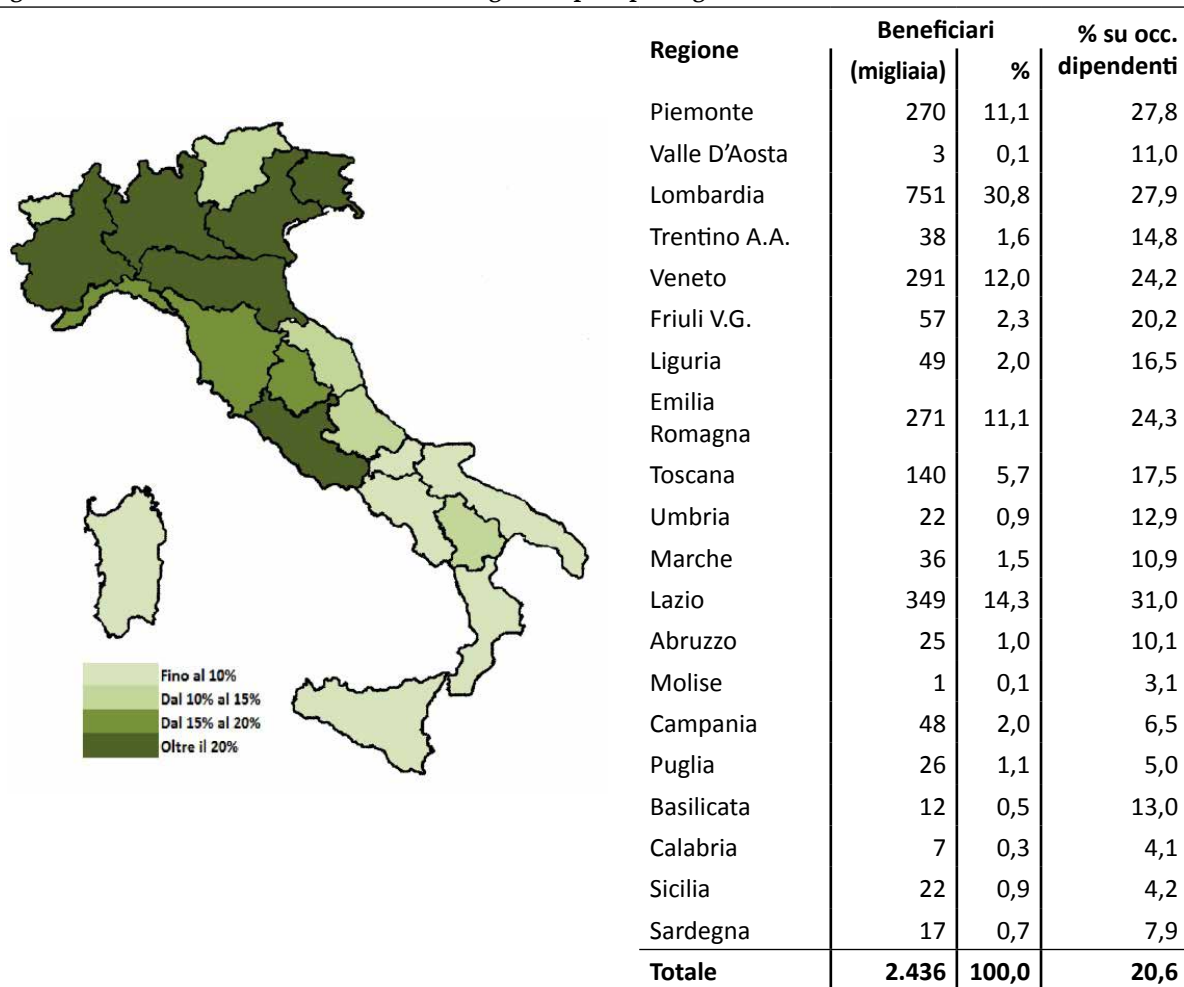 Regione Beneficiari % su occ. dipendenti
(migliaia) %
Piemonte 270 11,1 27,8
Valle D’Aosta 3 0,1 11,0
Lombardia 751 30,8 27,9
Trentino A.A. 38 1,6 14,8
Veneto 291 12,0 24,2
Friuli V.G. 57 2,3 20,2
Liguria 49 2,0 16,5
Emilia Romagna 271 11,1 24,3
Toscana 140 5,7 17,5
Umbria 22 0,9 12,9
Marche 36 1,5 10,9
Lazio 349 14,3 31,0
Abruzzo 25 1,0 10,1
Molise 1 0,1 3,1
Campania 48 2,0 6,5
Puglia 26 1,1 5,0
Basilicata 12 0,5 13,0
Calabria 7 0,3 4,1
Sicilia 22 0,9 4,2
Sardegna 17 0,7 7,9
Totale 2.436 100,0 20,6
Fino al 10%
Dal 10% al 15%
Dal 15% al 20%
Oltre il 20%